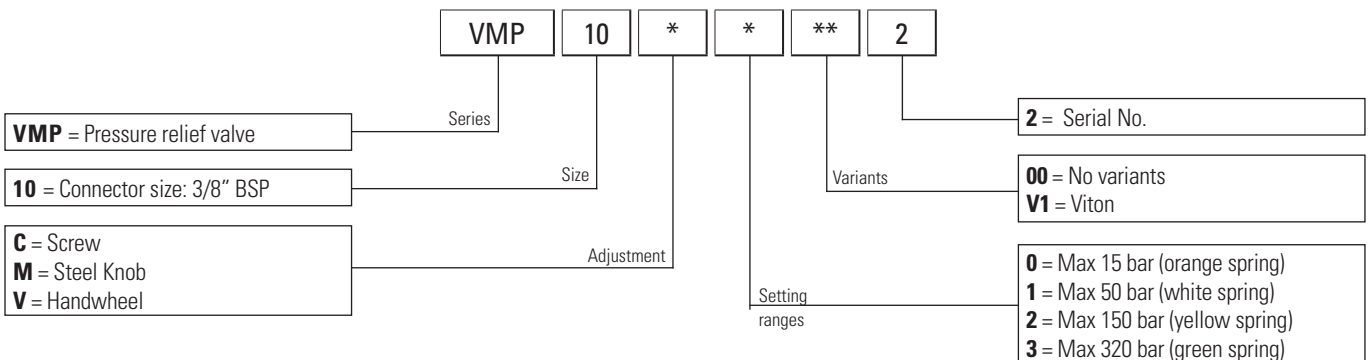 VMP 10 * * ** 2
Series
VMP = Pressure relief valve
2 = Serial No.
Size
10 = Connector size: 3/8" BSP
Variants
00 = No variants
V1 = Viton
Adjustment
C = Screw
M = Steel Knob
V = Handwheel
Setting
ranges
0 = Max 15 bar (orange spring)
1 = Max 50 bar (white spring)
2 = Max 150 bar (yellow spring)
3 = Max 320 bar (green spring)